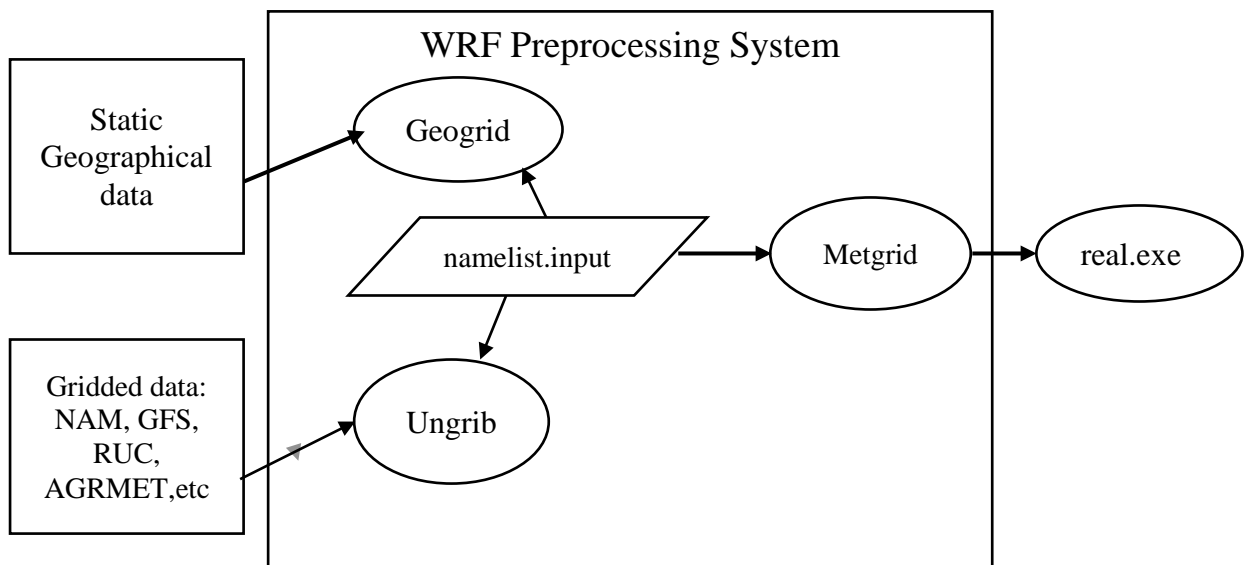 WRF Preprocessing System
Static
Geographical
data
Geogrid
namelist.input
Metgrid
real.exe
Gridded data:
NAM, GFS,
RUC,
AGRMET,etc
Ungrib